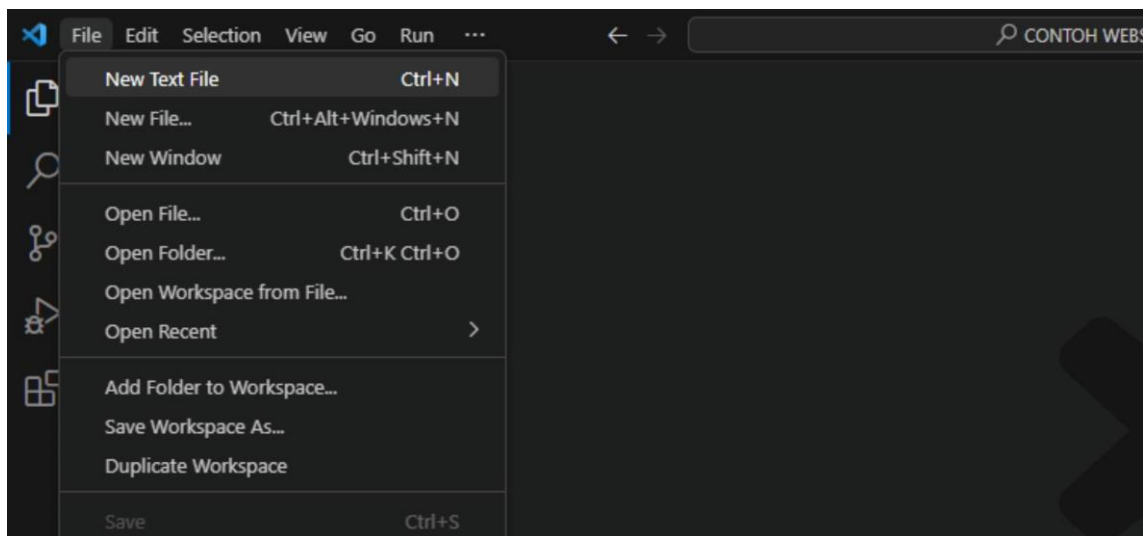 File Edit Selection View Go Run ···
CONTOH WEBS
New Text File Ctrl+N
New File... Ctrl+Alt+Windows+N
New Window Ctrl+Shift+N
Open File... Ctrl+O
Open Folder... Ctrl+K Ctrl+O
Open Workspace from File...
Open Recent
Add Folder to Workspace...
Save Workspace As...
Duplicate Workspace
Save Ctrl+S